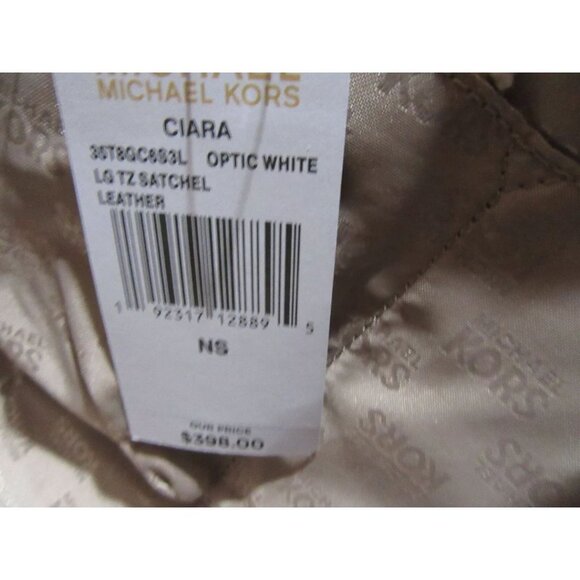 MICHAEL
MICHAEL KORS
CIARA
35T8GC6S3L OPTIC WHITE
LG TZ SATCHEL
LEATHER
1 92317 12889 5
NS
OUR PRICE
$398.00
MICHAEL
KORS
KORS
KORS